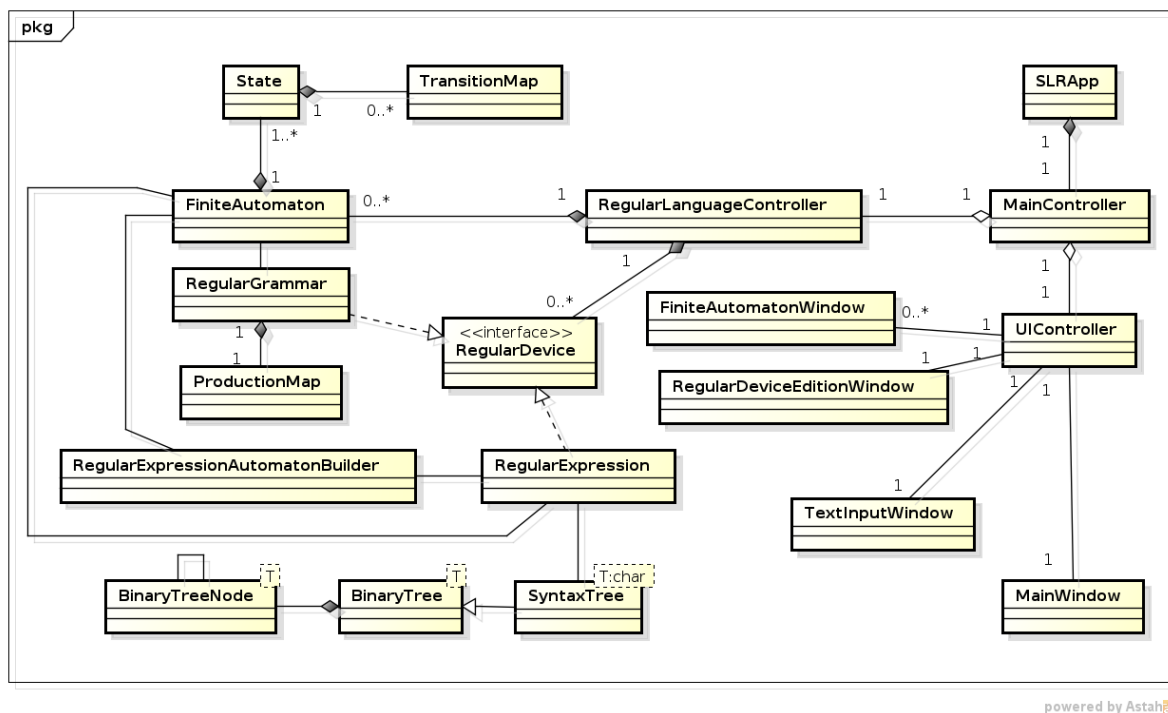 pkg
State
TransitionMap
SLRApp
1
0..*
1..*
1
1
1
FiniteAutomaton
0..*
1
RegularLanguageController
1
1
MainController
1
1
1
0..*
RegularGrammar
FiniteAutomatonWindow
0..*
1
UIController
<<interface>>
RegularDevice
1
1
ProductionMap
RegularDeviceEditionWindow
1
1
1
1
RegularExpressionAutomatonBuilder
RegularExpression
1
TextInputWindow
1
T
T
T:char
BinaryTreeNode
BinaryTree
SyntaxTree
MainWindow
powered by Astah